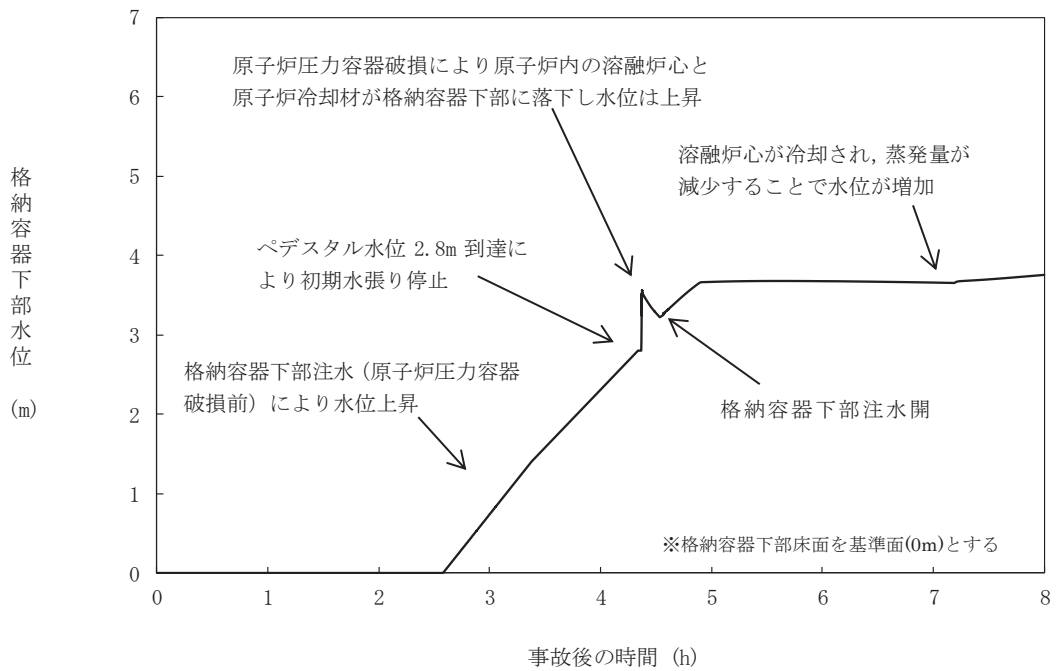 7
6
5
4
3
2
1
0
0
1
2
3
4
5
6
7
8
格納容器下部水位
(m)
原子炉圧力容器破損により原子炉内の溶融炉心と
原子炉冷却材が格納容器下部に落下し水位は上昇
溶融炉心が冷却され，蒸発量が
減少することで水位が増加
ペデスタル水位 2.8m 到達に
より初期水張り停止
格納容器下部注水（原子炉圧力容器
破損前）により水位上昇
格納容器下部注水開
※格納容器下部床面を基準面(0m)とする
事故後の時間 (h)